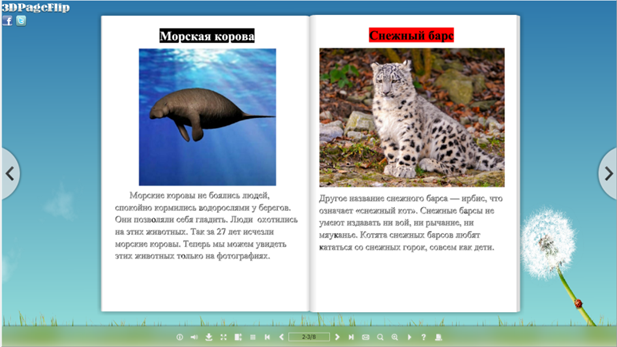 3DPageFlip
Морская корова
Морские коровы не боялись людей,
спокойно кормились водорослями у берегов.
Они позволяли себя гладить. Люди охотились
на этих животных. Так за 27 лет исчезли
морские коровы. Теперь мы можем увидеть
этих животных только на фотографиях.
Снежный барс
Другое название снежного барса — ирбис, что
означает «снежный кот». Снежные барсы не
умеют издавать ни вой, ни рычание, ни
мяуканье. Котята снежных барсов любят
кататься со снежных горок, совсем как дети.
2-3/8